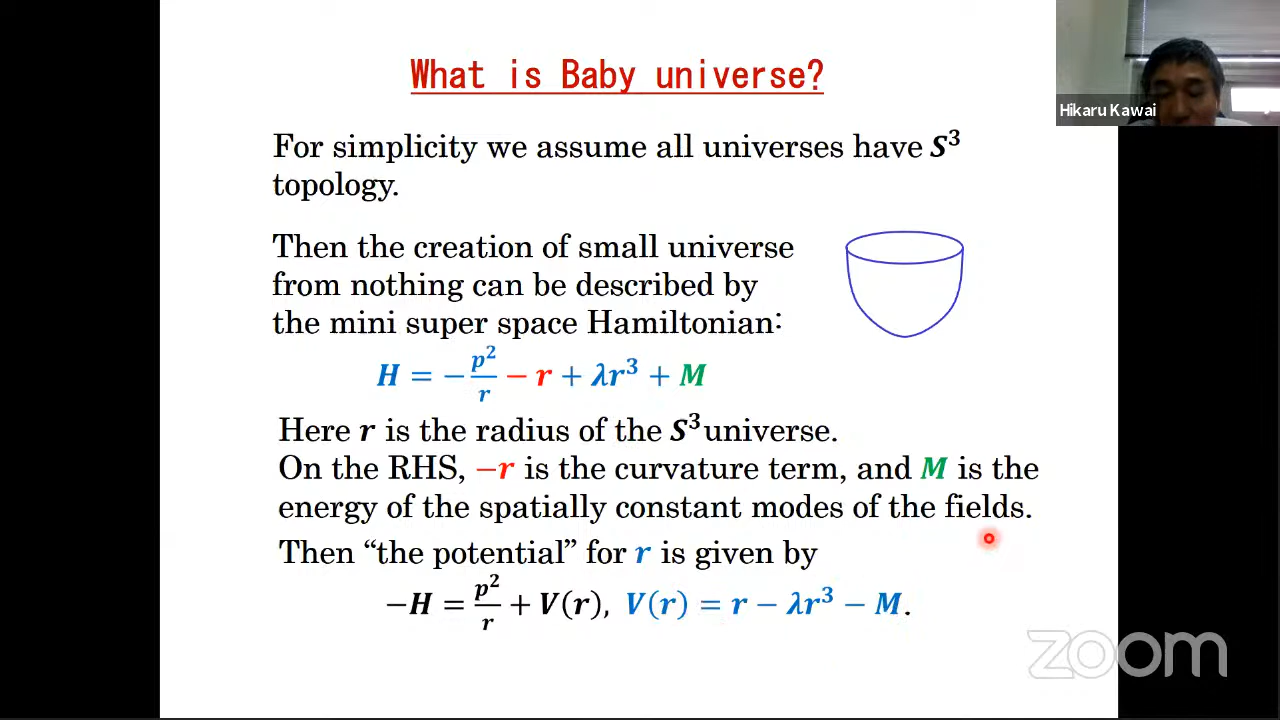 What is Baby universe?
Hikaru Kawai
For simplicity we assume all universes have S³
topology.
Then the creation of small universe
from nothing can be described by
the mini super space Hamiltonian:
H = −p²/r − r + λr³ + M
Here r is the radius of the S³ universe.
On the RHS, −r is the curvature term, and M is the
energy of the spatially constant modes of the fields.
Then “the potential” for r is given by
−H = p²/r + V(r), V(r) = r − λr³ − M.
zoom